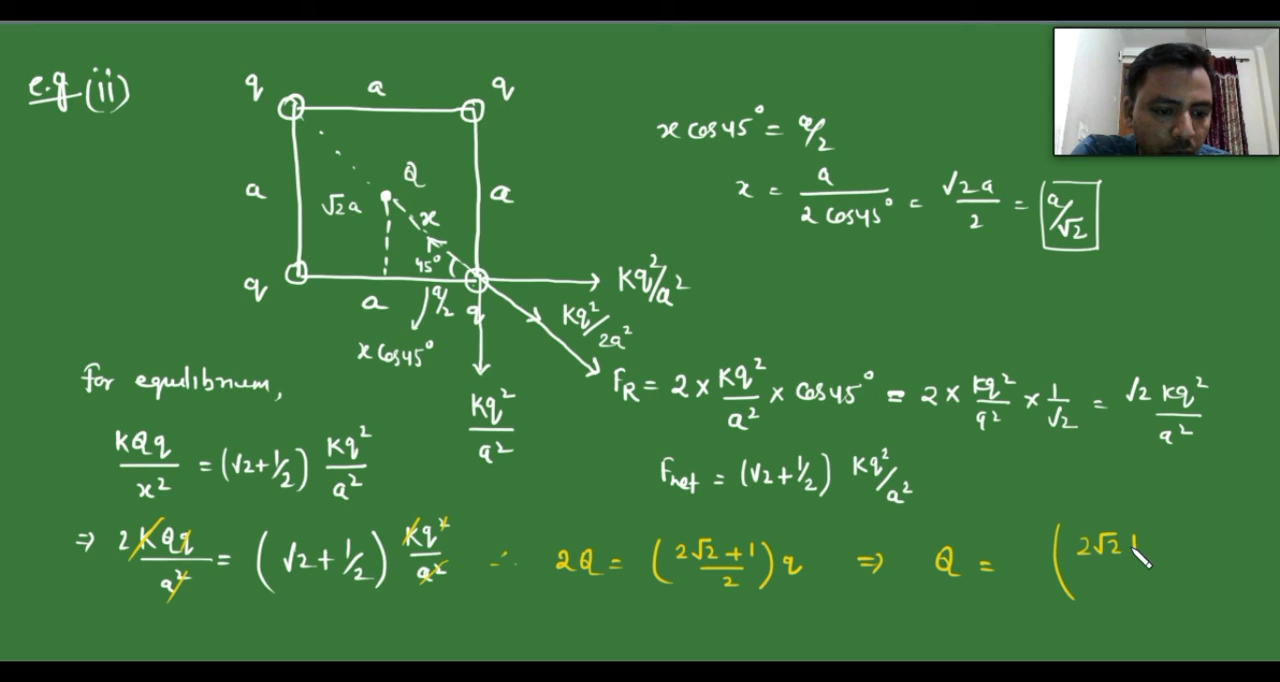 e.g (ii)
q a q
a √2a Q x a
45°
q a a/2 q
x cos45°
Kq²/a²
Kq²/2a²
Kq²/a²
x cos45° = a/2
x = a/(2 cos45°) = √2a/2 = a/√2
F_R = 2 × Kq²/a² × cos45° = 2 × Kq²/a² × 1/√2 = √2 Kq²/a²
F_net = (√2 + 1/2) Kq²/a²
For equilibrium,
KQq/x² = (√2 + 1/2) Kq²/a²
⇒ 2KQq/a² = (√2 + 1/2) Kq²/a² ∴ 2Q = ((2√2 + 1)/2) q ⇒ Q = (2√2